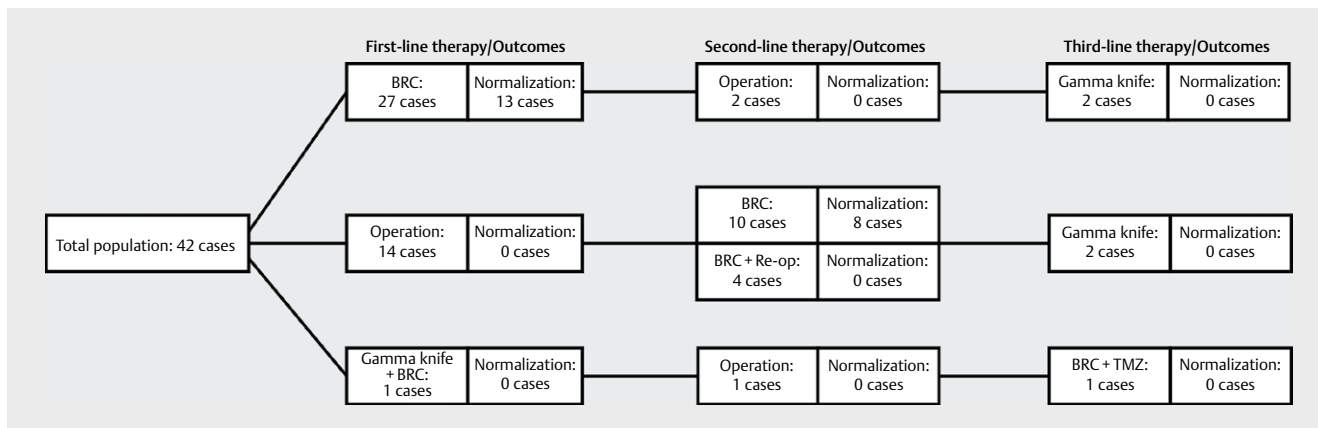 First-line therapy/Outcomes
Second-line therapy/Outcomes
Third-line therapy/Outcomes
BRC:
27 cases
Normalization:
13 cases
Operation:
2 cases
Normalization:
0 cases
Gamma knife:
2 cases
Normalization:
0 cases
Total population: 42 cases
Operation:
14 cases
Normalization:
0 cases
BRC:
10 cases
Normalization:
8 cases
BRC + Re-op:
4 cases
Normalization:
0 cases
Gamma knife:
2 cases
Normalization:
0 cases
Gamma knife
+ BRC:
1 cases
Normalization:
0 cases
Operation:
1 cases
Normalization:
0 cases
BRC + TMZ:
1 cases
Normalization:
0 cases